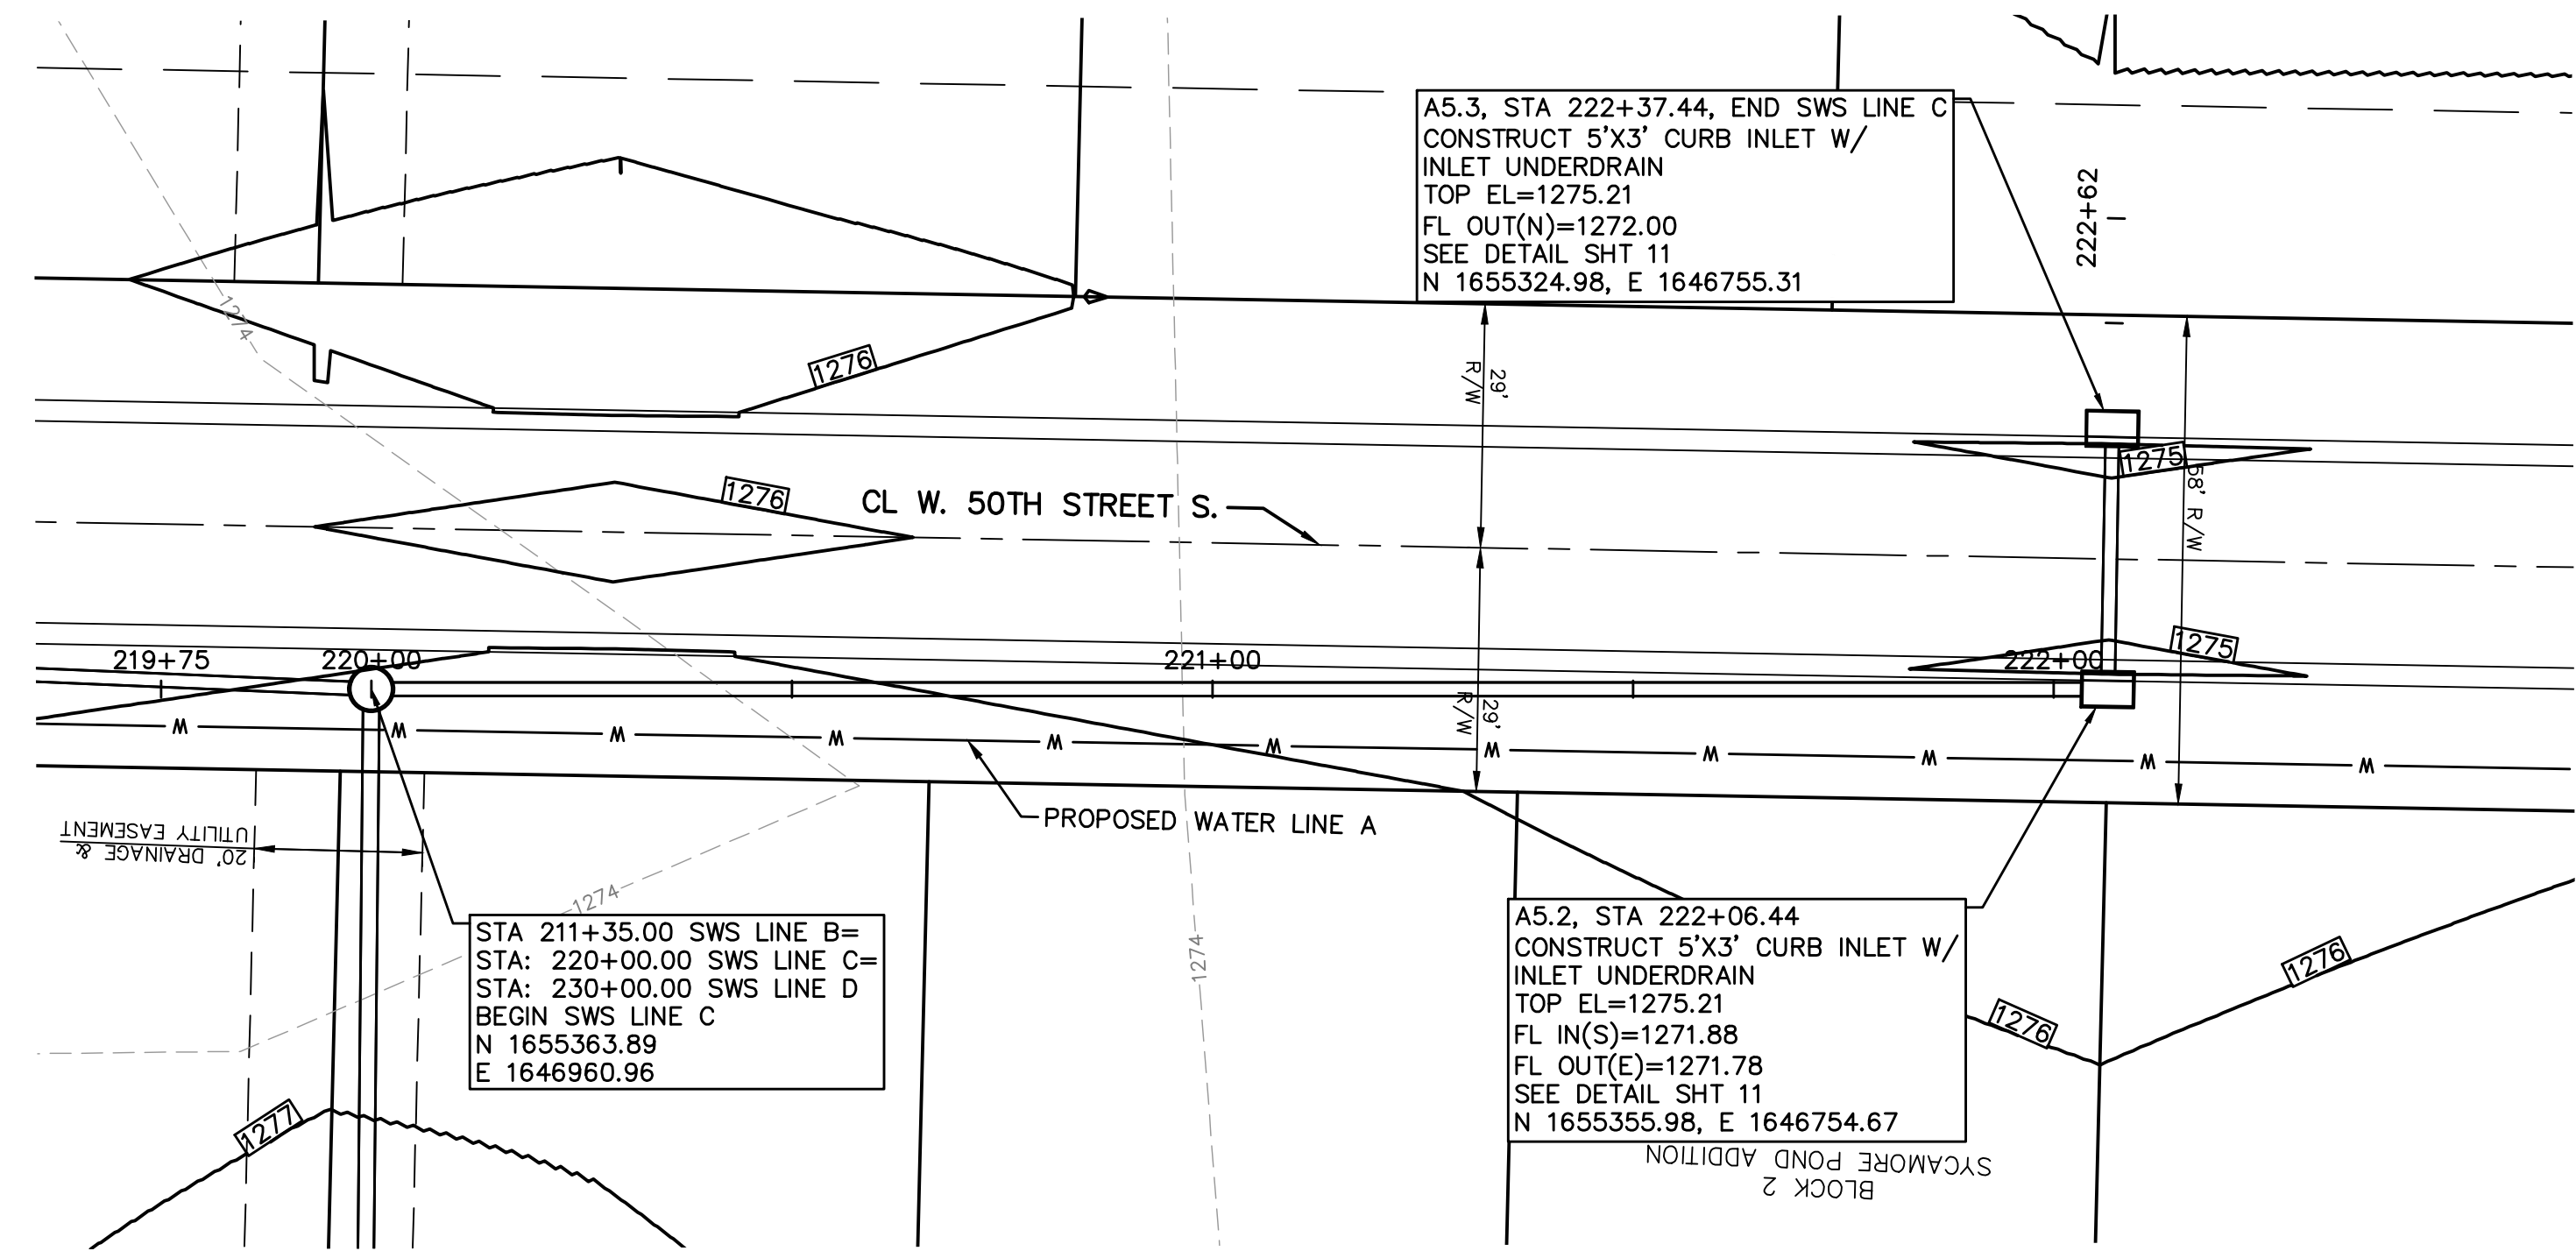 A5.3, STA 222+37.44, END SWS LINE C
CONSTRUCT 5'X3' CURB INLET W/
INLET UNDERDRAIN
TOP EL=1275.21
FL OUT(N)=1272.00
SEE DETAIL SHT 11
N 1655324.98, E 1646755.31
222+62
1274
1276
29'
R/W
1276
CL W. 50TH STREET S.
1275
58' R/W
219+75
220+00
221+00
222+00
1275
29'
R/W
W W W W W W W W W W W
PROPOSED WATER LINE A
20' DRAINAGE &
UTILITY EASEMENT
1274
STA 211+35.00 SWS LINE B=
STA: 220+00.00 SWS LINE C=
STA: 230+00.00 SWS LINE D
BEGIN SWS LINE C
N 1655363.89
E 1646960.96
1274
A5.2, STA 222+06.44
CONSTRUCT 5'X3' CURB INLET W/
INLET UNDERDRAIN
TOP EL=1275.21
FL IN(S)=1271.88
FL OUT(E)=1271.78
SEE DETAIL SHT 11
N 1655355.98, E 1646754.67
1276
1276
1277
BLOCK 2
SYCAMORE POND ADDITION